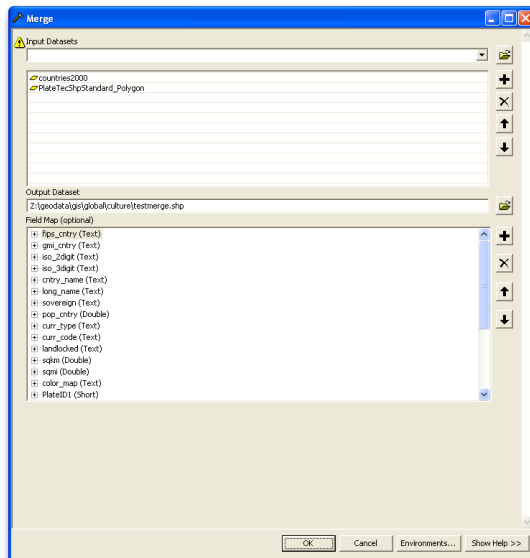 Merge
Input Datasets
countries2000
PlateTecShpStandard_Polygon
Output Dataset
Z:\geodata\gis\global\culture\testmerge.shp
Field Map (optional)
fips_cntry (Text)
gmi_cntry (Text)
iso_2digit (Text)
iso_3digit (Text)
cntry_name (Text)
long_name (Text)
sovereign (Text)
pop_cntry (Double)
curr_type (Text)
curr_code (Text)
landlocked (Text)
sqkm (Double)
sqmi (Double)
color_map (Text)
PlateID1 (Short)
OK Cancel Environments... Show Help >>